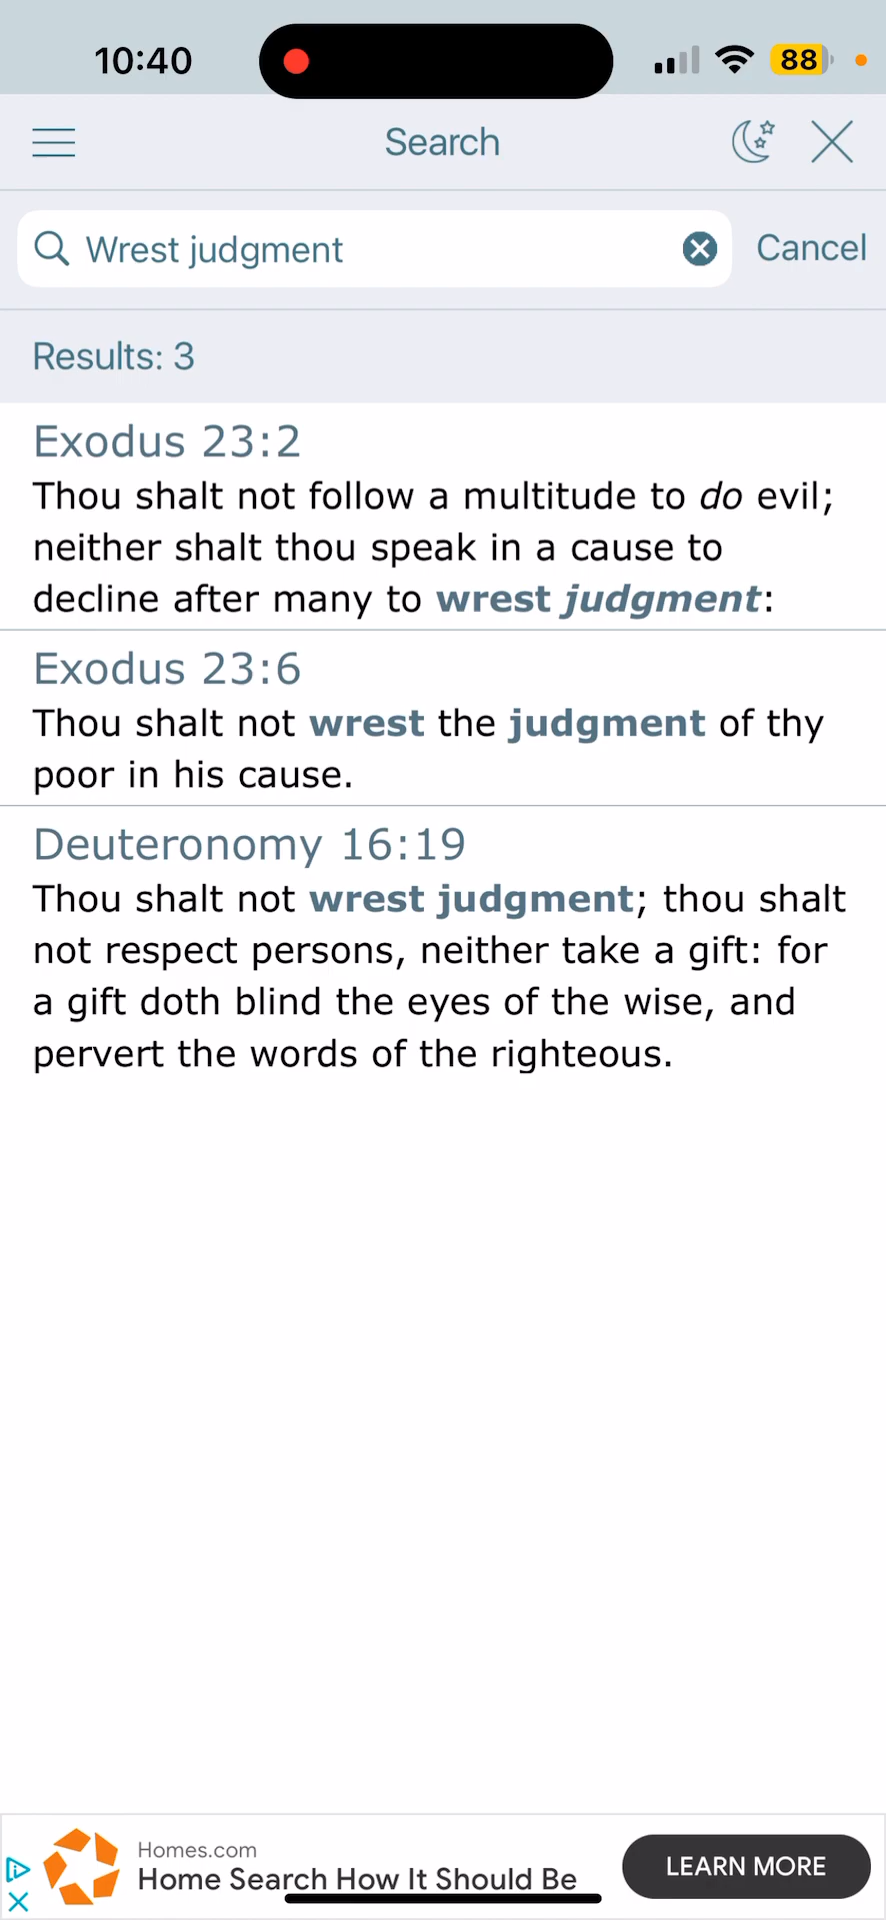 10:40
88
Search
Wrest judgment
Cancel
Results: 3
Exodus 23:2
Thou shalt not follow a multitude to do evil;
neither shalt thou speak in a cause to
decline after many to wrest judgment:
Exodus 23:6
Thou shalt not wrest the judgment of thy
poor in his cause.
Deuteronomy 16:19
Thou shalt not wrest judgment; thou shalt
not respect persons, neither take a gift: for
a gift doth blind the eyes of the wise, and
pervert the words of the righteous.
Homes.com
Home Search How It Should Be
LEARN MORE